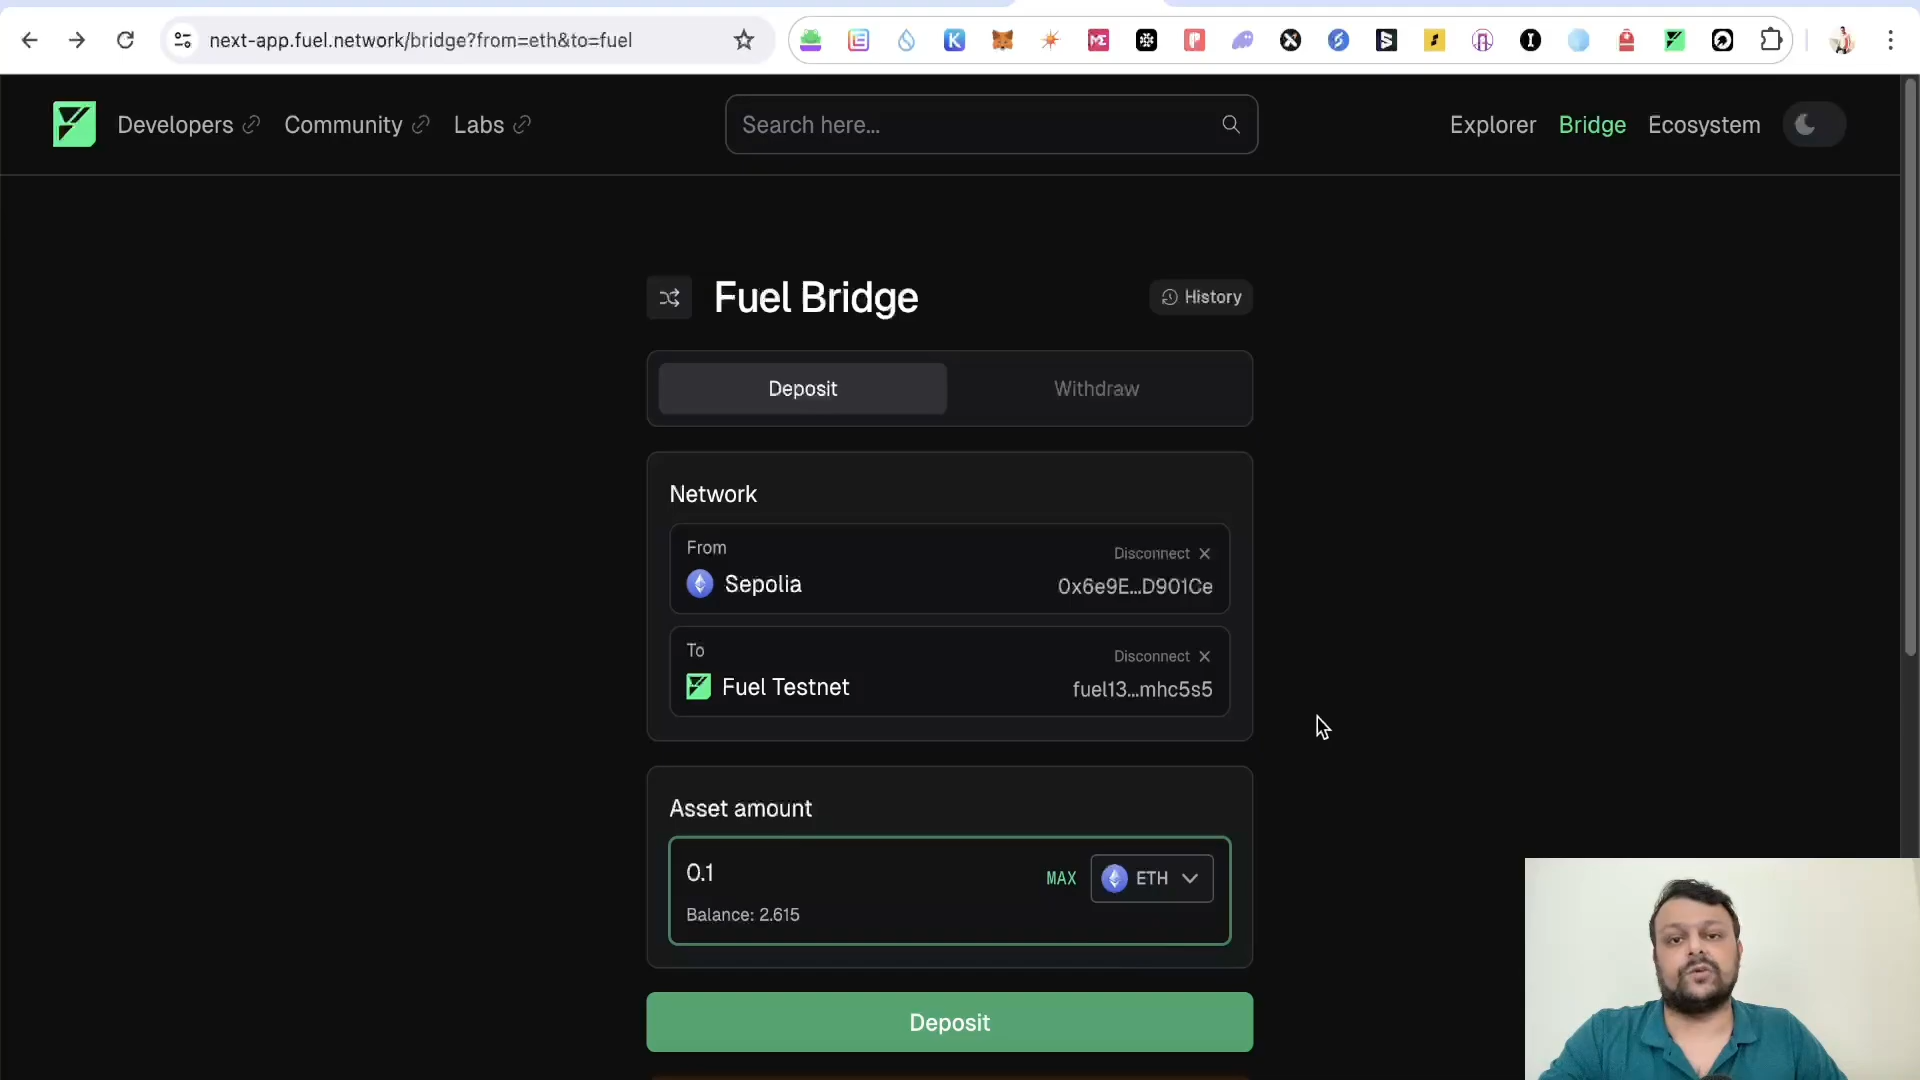 next-app.fuel.network/bridge?from=eth&to=fuel
Developers
Community
Labs
Search here...
Explorer
Bridge
Ecosystem
Fuel Bridge
History
Deposit
Withdraw
Network
From
Disconnect
Sepolia
0x6e9E...D901Ce
To
Disconnect
Fuel Testnet
fuel13...mhc5s5
Asset amount
0.1
MAX
ETH
Balance: 2.615
Deposit